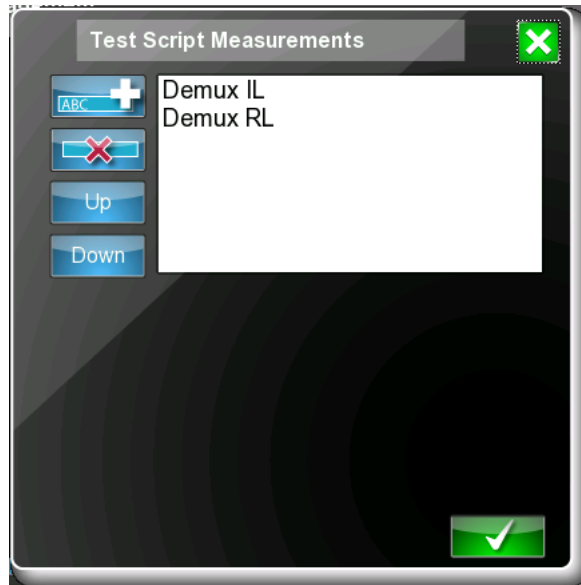 Test Script Measurements
ABC
Demux IL
Demux RL
Up
Down